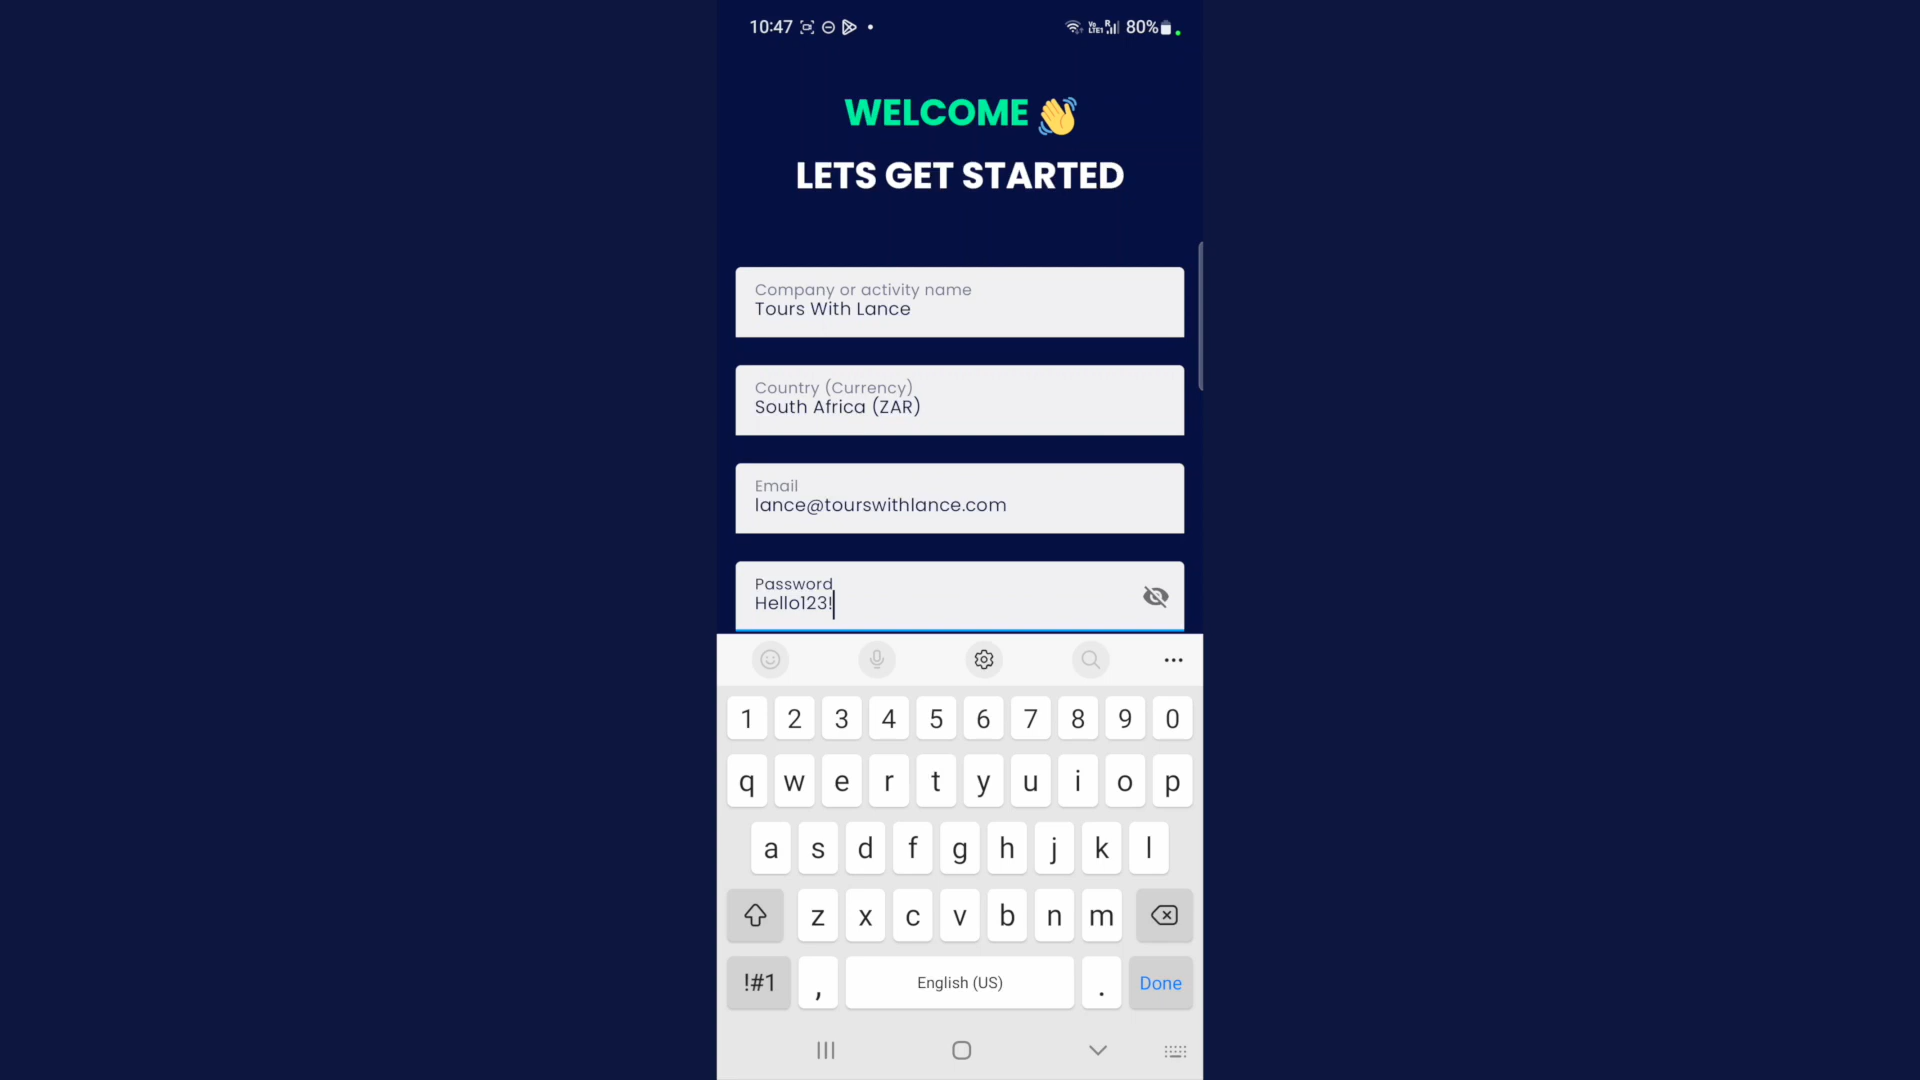 10:47
VoLTE1 R 80%
WELCOME 👋
LETS GET STARTED
Company or activity name
Tours With Lance
Country (Currency)
South Africa (ZAR)
Email
lance@tourswithlance.com
Password
Hello123!
1 2 3 4 5 6 7 8 9 0
q w e r t y u i o p
a s d f g h j k l
z x c v b n m
!#1 , English (US) . Done